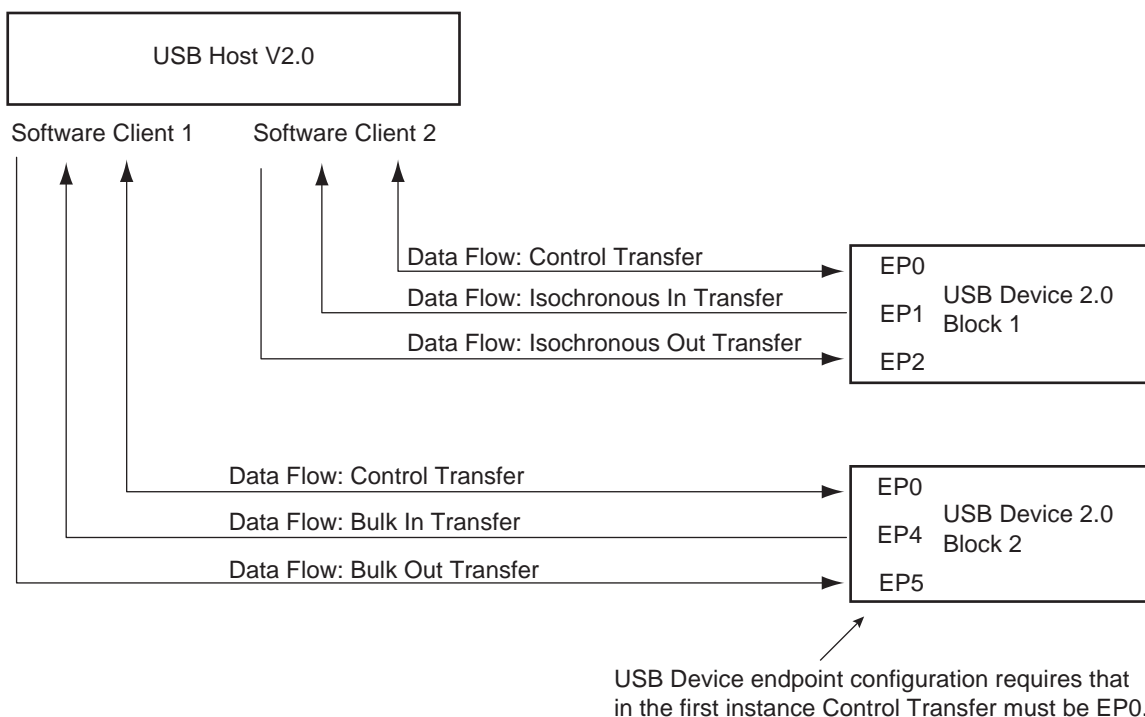 USB Host V2.0
Software Client 1
Software Client 2
Data Flow: Control Transfer
Data Flow: Isochronous In Transfer
Data Flow: Isochronous Out Transfer
EP0
EP1
EP2
USB Device 2.0
Block 1
Data Flow: Control Transfer
Data Flow: Bulk In Transfer
Data Flow: Bulk Out Transfer
EP0
EP4
EP5
USB Device 2.0
Block 2
USB Device endpoint configuration requires that
in the first instance Control Transfer must be EP0.